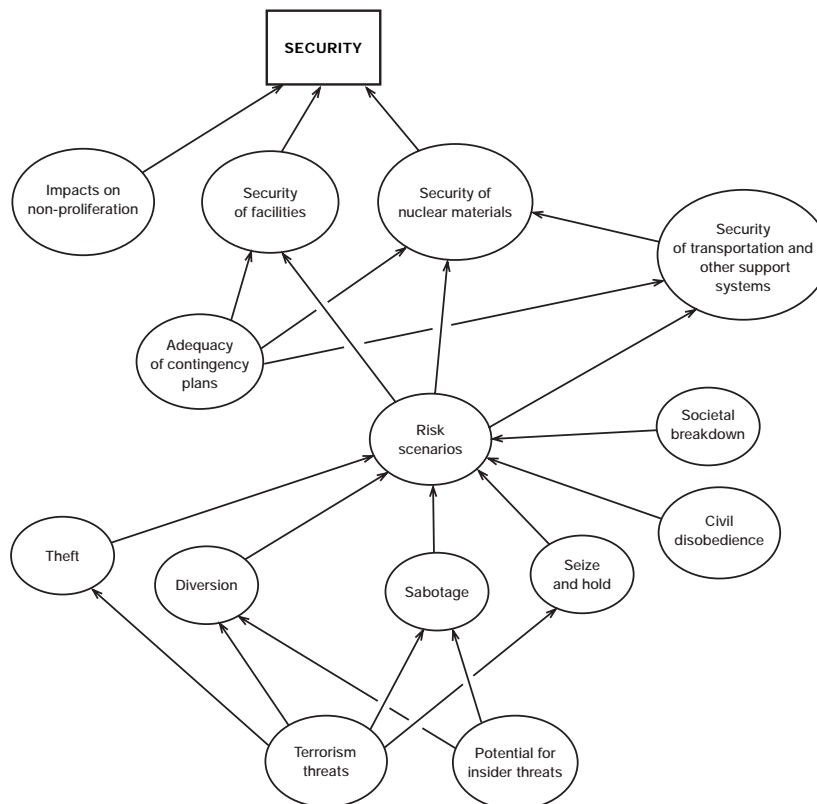 SECURITY
Impacts on
non-proliferation
Security
of facilities
Security of
nuclear materials
Security
of transportation and
other support
systems
Adequacy
of contingency
plans
Risk
scenarios
Societal
breakdown
Theft
Diversion
Sabotage
Seize
and hold
Civil
disobedience
Terrorism
threats
Potential for
insider threats